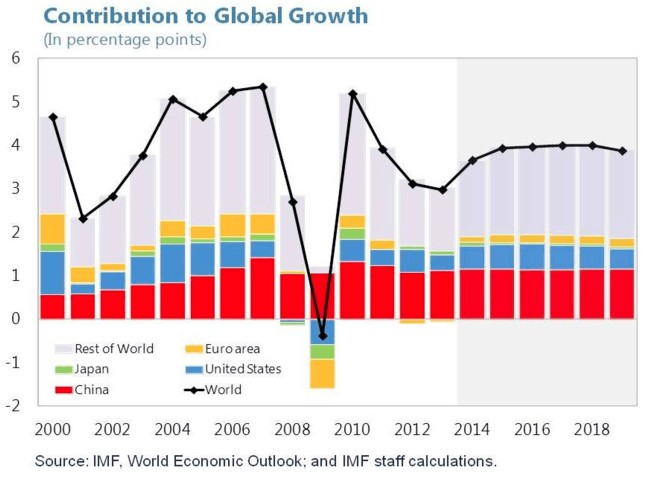 Contribution to Global Growth
(In percentage points)
6
5
4
3
2
1
0
-1
-2
Rest of World
Euro area
Japan
United States
China
World
2000 2002 2004 2006 2008 2010 2012 2014 2016 2018
Source: IMF, World Economic Outlook; and IMF staff calculations.